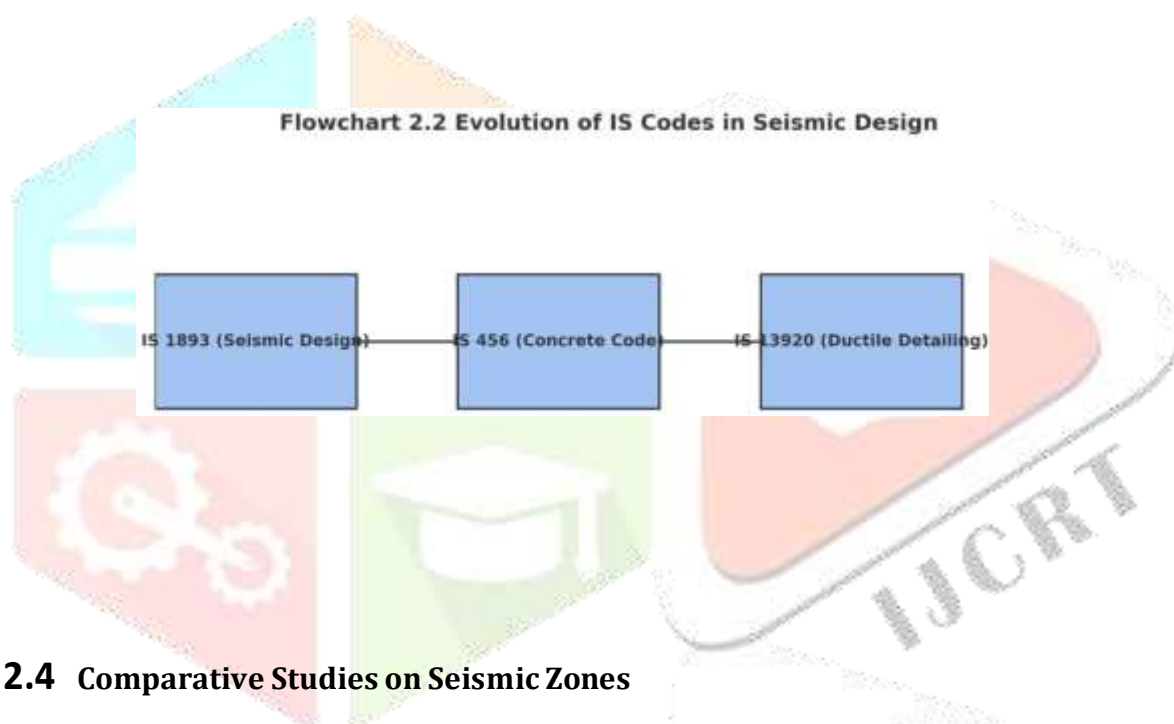 Flowchart 2.2 Evolution of IS Codes in Seismic Design
IS 1893 (Seismic Design) IS 456 (Concrete Code) IS 13920 (Ductile Detailing)
IJCRT
2.4 Comparative Studies on Seismic Zones